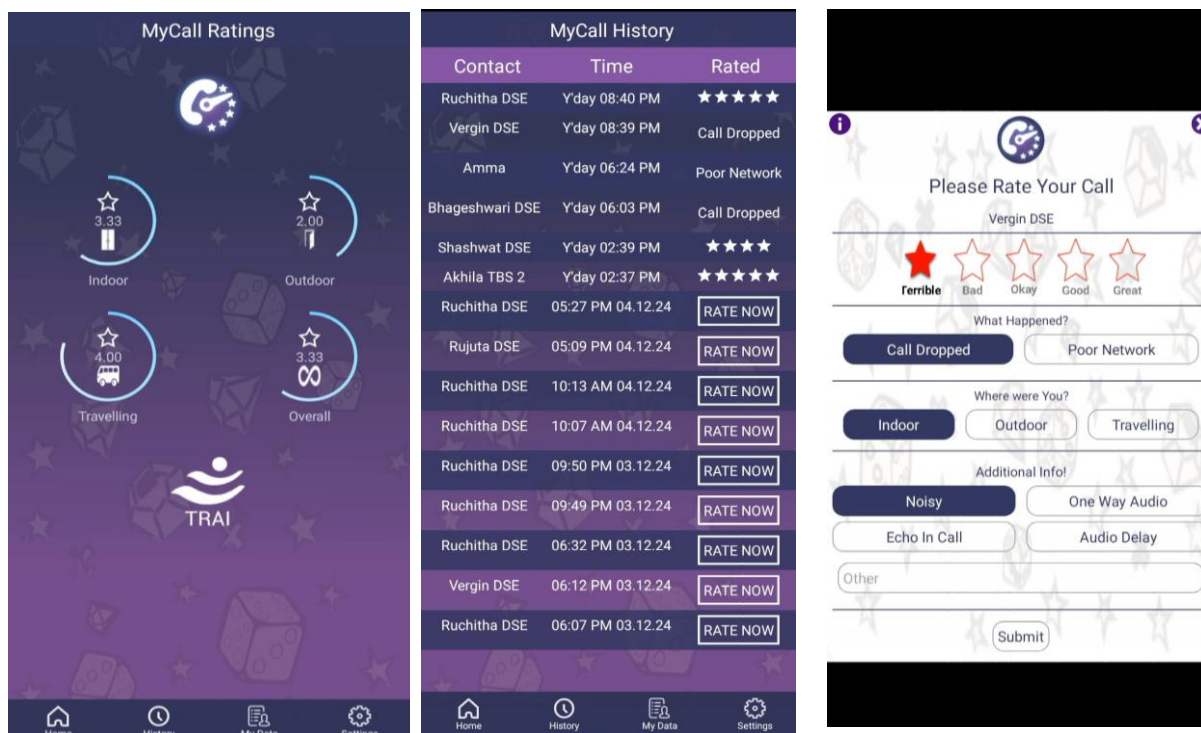 MyCall Ratings
3.33
Indoor
2.00
Outdoor
4.00
Travelling
3.33
Overall
TRAI
Home History My Data Settings
MyCall History
Contact Time Rated
Ruchitha DSE Y'day 08:40 PM
Vergin DSE Y'day 08:39 PM Call Dropped
Amma Y'day 06:24 PM Poor Network
Bhageshwari DSE Y'day 06:03 PM Call Dropped
Shashwat DSE Y'day 02:39 PM
Akhila TBS 2 Y'day 02:37 PM
Ruchitha DSE 05:27 PM 04.12.24 RATE NOW
Rujuta DSE 05:09 PM 04.12.24 RATE NOW
Ruchitha DSE 10:13 AM 04.12.24 RATE NOW
Ruchitha DSE 10:07 AM 04.12.24 RATE NOW
Ruchitha DSE 09:50 PM 03.12.24 RATE NOW
Ruchitha DSE 09:49 PM 03.12.24 RATE NOW
Ruchitha DSE 06:32 PM 03.12.24 RATE NOW
Vergin DSE 06:12 PM 03.12.24 RATE NOW
Ruchitha DSE 06:07 PM 03.12.24 RATE NOW
Home History My Data Settings
Please Rate Your Call
Vergin DSE
Terrible Bad Okay Good Great
What Happened?
Call Dropped Poor Network
Where were You?
Indoor Outdoor Travelling
Additional Info!
Noisy One Way Audio
Echo In Call Audio Delay
Other
Submit